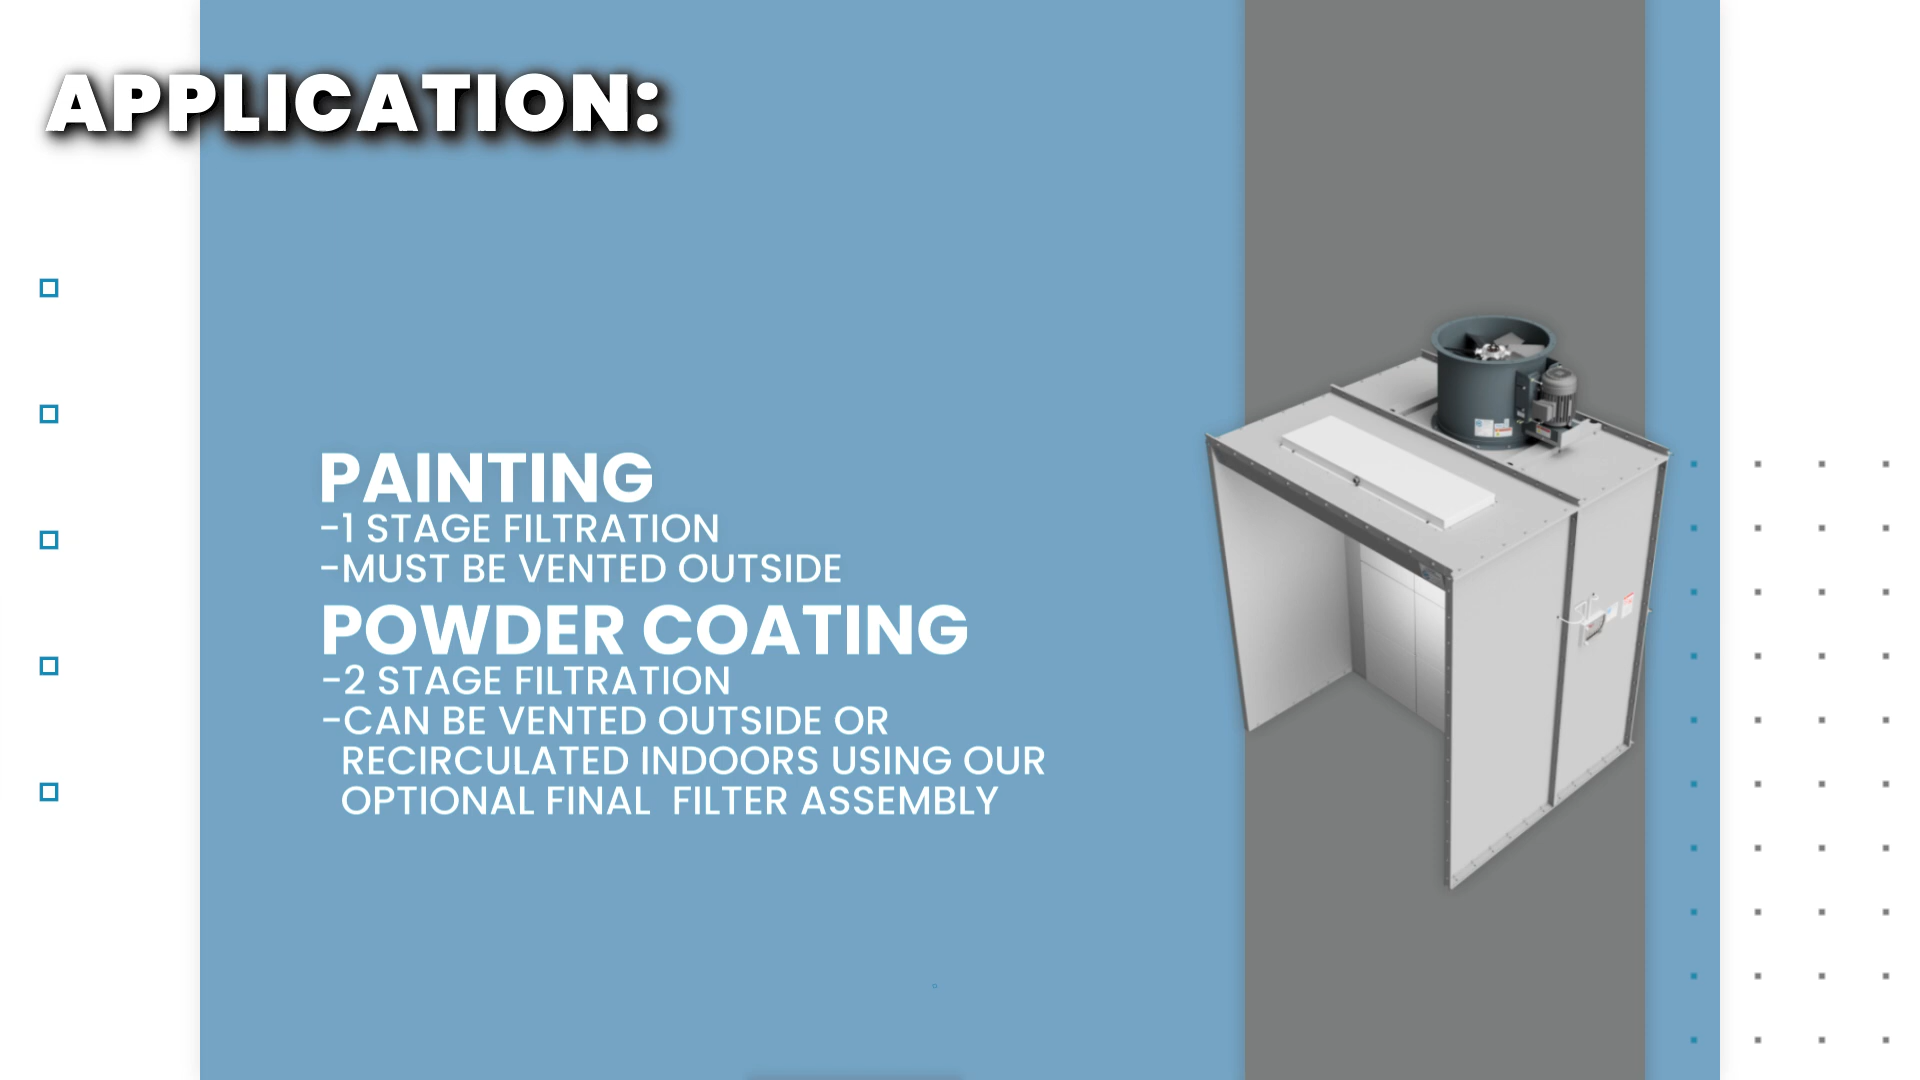 APPLICATION:
PAINTING
-1 STAGE FILTRATION
-MUST BE VENTED OUTSIDE
POWDER COATING
-2 STAGE FILTRATION
-CAN BE VENTED OUTSIDE OR
RECIRCULATED INDOORS USING OUR
OPTIONAL FINAL  FILTER ASSEMBLY